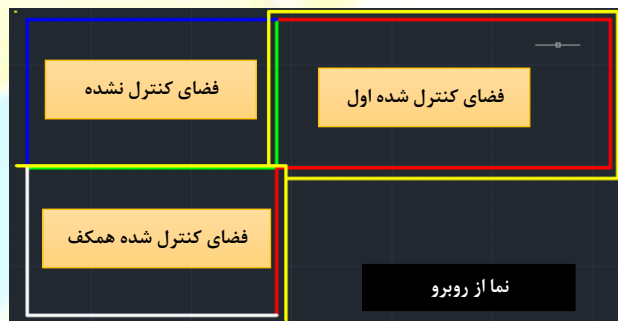 فضای کنترل نشده
فضای کنترل شده اول
فضای کنترل شده همکف
نما از روبرو